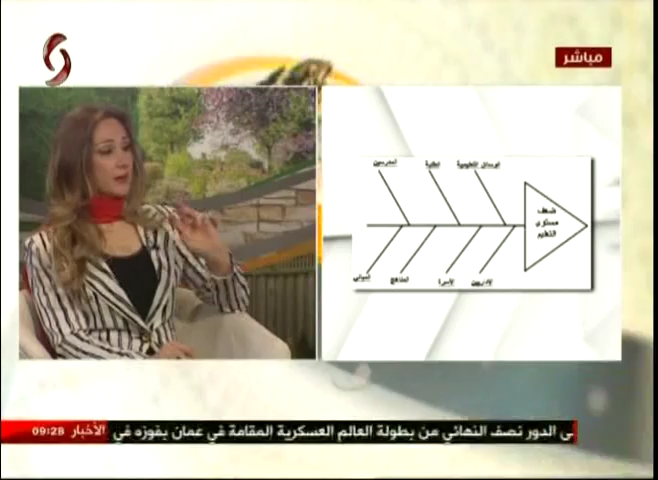 مباشر
المدرسين
الطلبة
الوسائل التعليمية
ضعف
مستوى
التعليم
المباني
المناهج
الأسرة
الإداريين
ى الدور نصف النهائي من بطولة العالم العسكرية المقامة في عمان بفوزه في
الأخبار
09:28